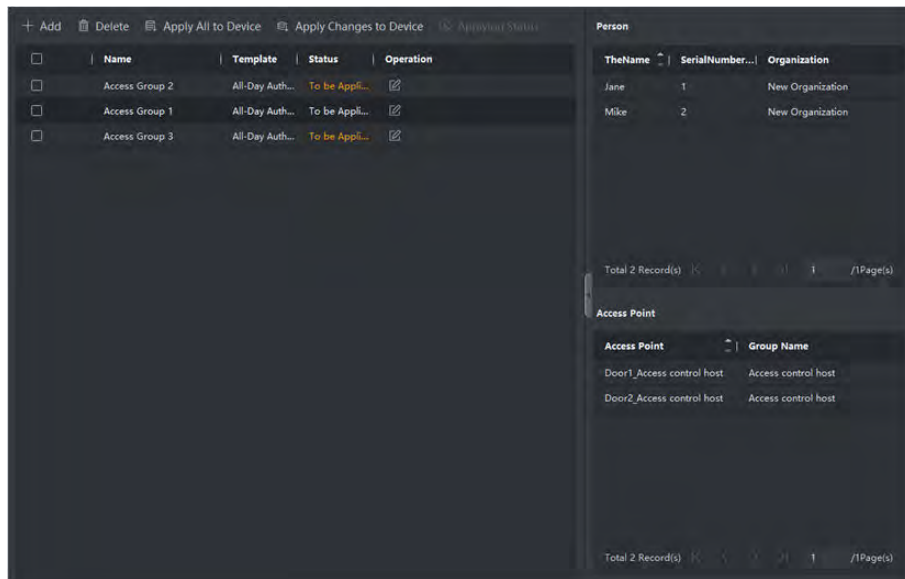 Add Delete Apply All to Device Apply Changes to Device Applying Status
Name Template Status Operation
Access Group 2 All-Day Auth... To be Appli...
Access Group 1 All-Day Auth... To be Appli...
Access Group 3 All-Day Auth... To be Appli...
Person
TheName SerialNumber... Organization
Jane 1 New Organization
Mike 2 New Organization
Total 2 Record(s) 1 /1Page(s)
Access Point
Access Point Group Name
Door1_Access control host Access control host
Door2_Access control host Access control host
Total 2 Record(s) 1 /1Page(s)